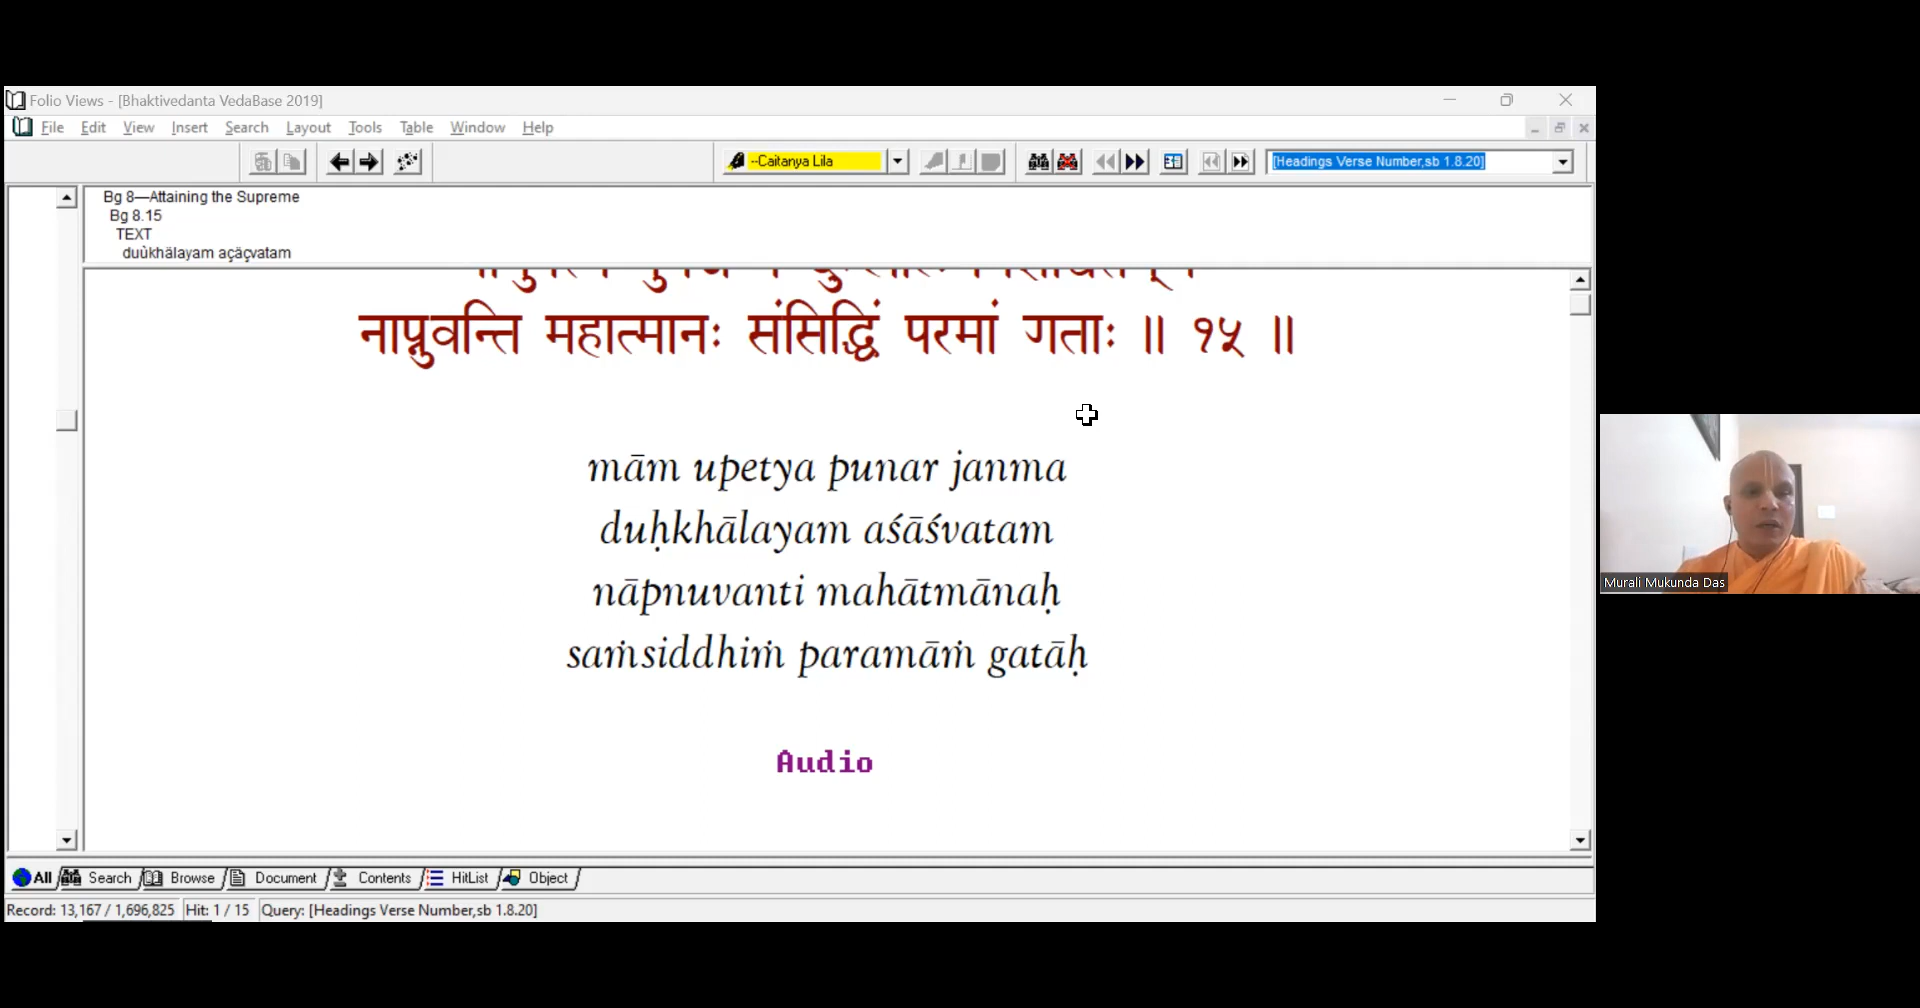 Folio Views - [Bhaktivedanta VedaBase 2019]
File Edit View Insert Search Layout Tools Table Window Help
--Caitanya Lila
[Headings Verse Number,sb 1.8.20]
Bg 8—Attaining the Supreme
Bg 8.15
TEXT
duùkhälayam açäçvatam
नाप्नुवन्ति महात्मानः संसिद्धिं परमां गताः ॥ १५ ॥
mām upetya punar janma
duḥkhālayam aśāśvatam
nāpnuvanti mahātmānaḥ
saṁsiddhiṁ paramāṁ gatāḥ
Audio
Murali Mukunda Das
All Search Browse Document Contents HitList Object
Record: 13,167 / 1,696,825 Hit: 1 / 15 Query: [Headings Verse Number,sb 1.8.20]